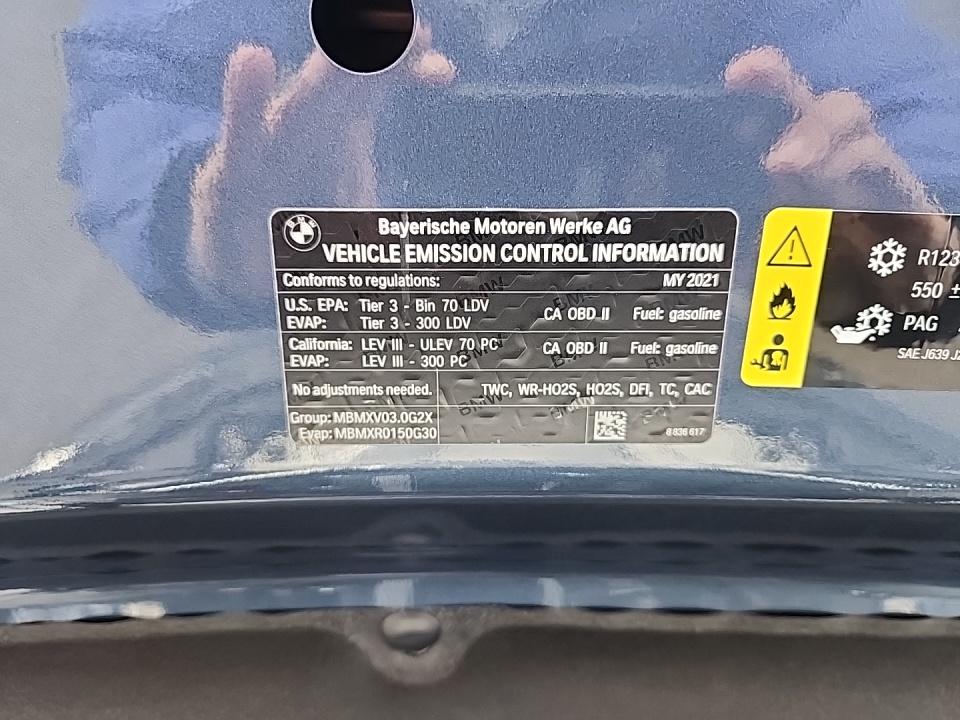 BMW
Bayerische Motoren Werke AG
VEHICLE EMISSION CONTROL INFORMATION
Conforms to regulations: MY 2021
U.S. EPA: Tier 3 - Bin 70 LDV CA OBD II Fuel: gasoline
EVAP: Tier 3 - 300 LDV
California: LEV III - ULEV 70 PC CA OBD II Fuel: gasoline
EVAP: LEV III - 300 PC
No adjustments needed. TWC, WR-HO2S, HO2S, DFI, TC, CAC
Group: MBMXV03.0G2X
Evap: MBMXR0150G30 8 836 617
R123
550 ±
PAG
SAE J639